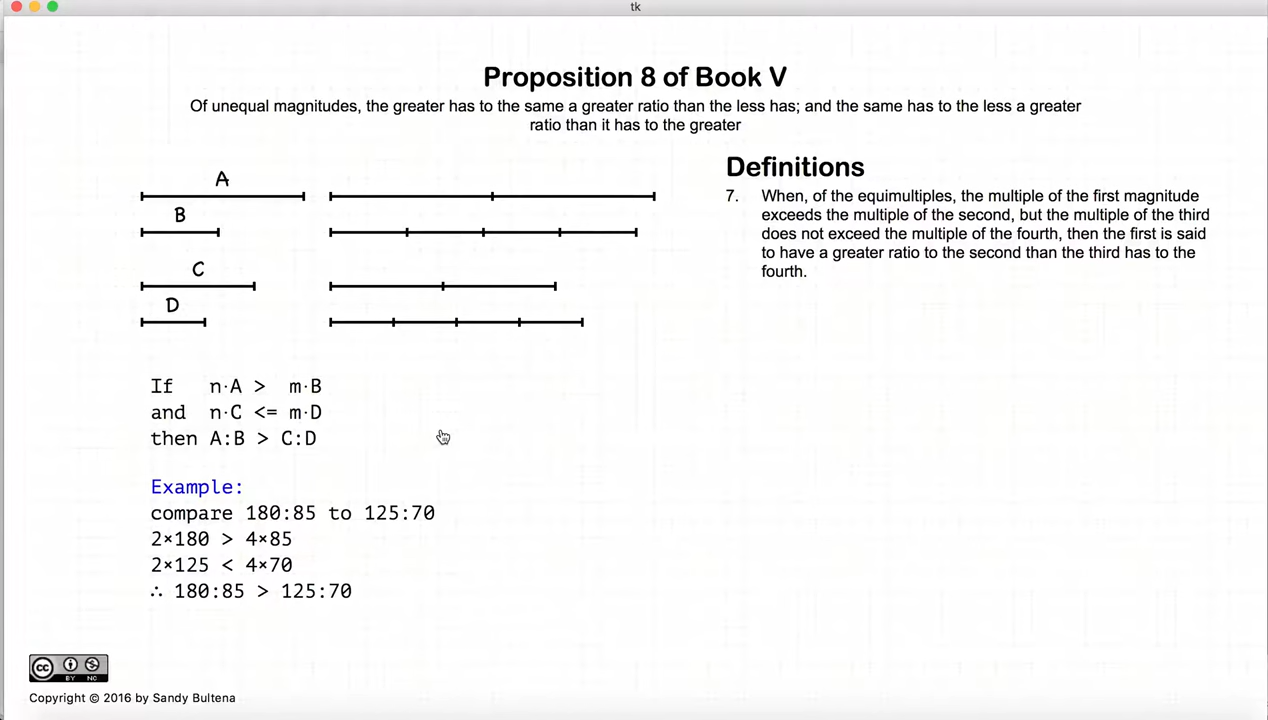 tk
Proposition 8 of Book V
Of unequal magnitudes, the greater has to the same a greater ratio than the less has; and the same has to the less a greater
ratio than it has to the greater
A
B
C
D
Definitions
7. When, of the equimultiples, the multiple of the first magnitude
exceeds the multiple of the second, but the multiple of the third
does not exceed the multiple of the fourth, then the first is said
to have a greater ratio to the second than the third has to the
fourth.
If n·A > m·B
and n·C <= m·D
then A:B > C:D
Example:
compare 180:85 to 125:70
2×180 > 4×85
2×125 < 4×70
∴ 180:85 > 125:70
cc BY NC
Copyright © 2016 by Sandy Bultena